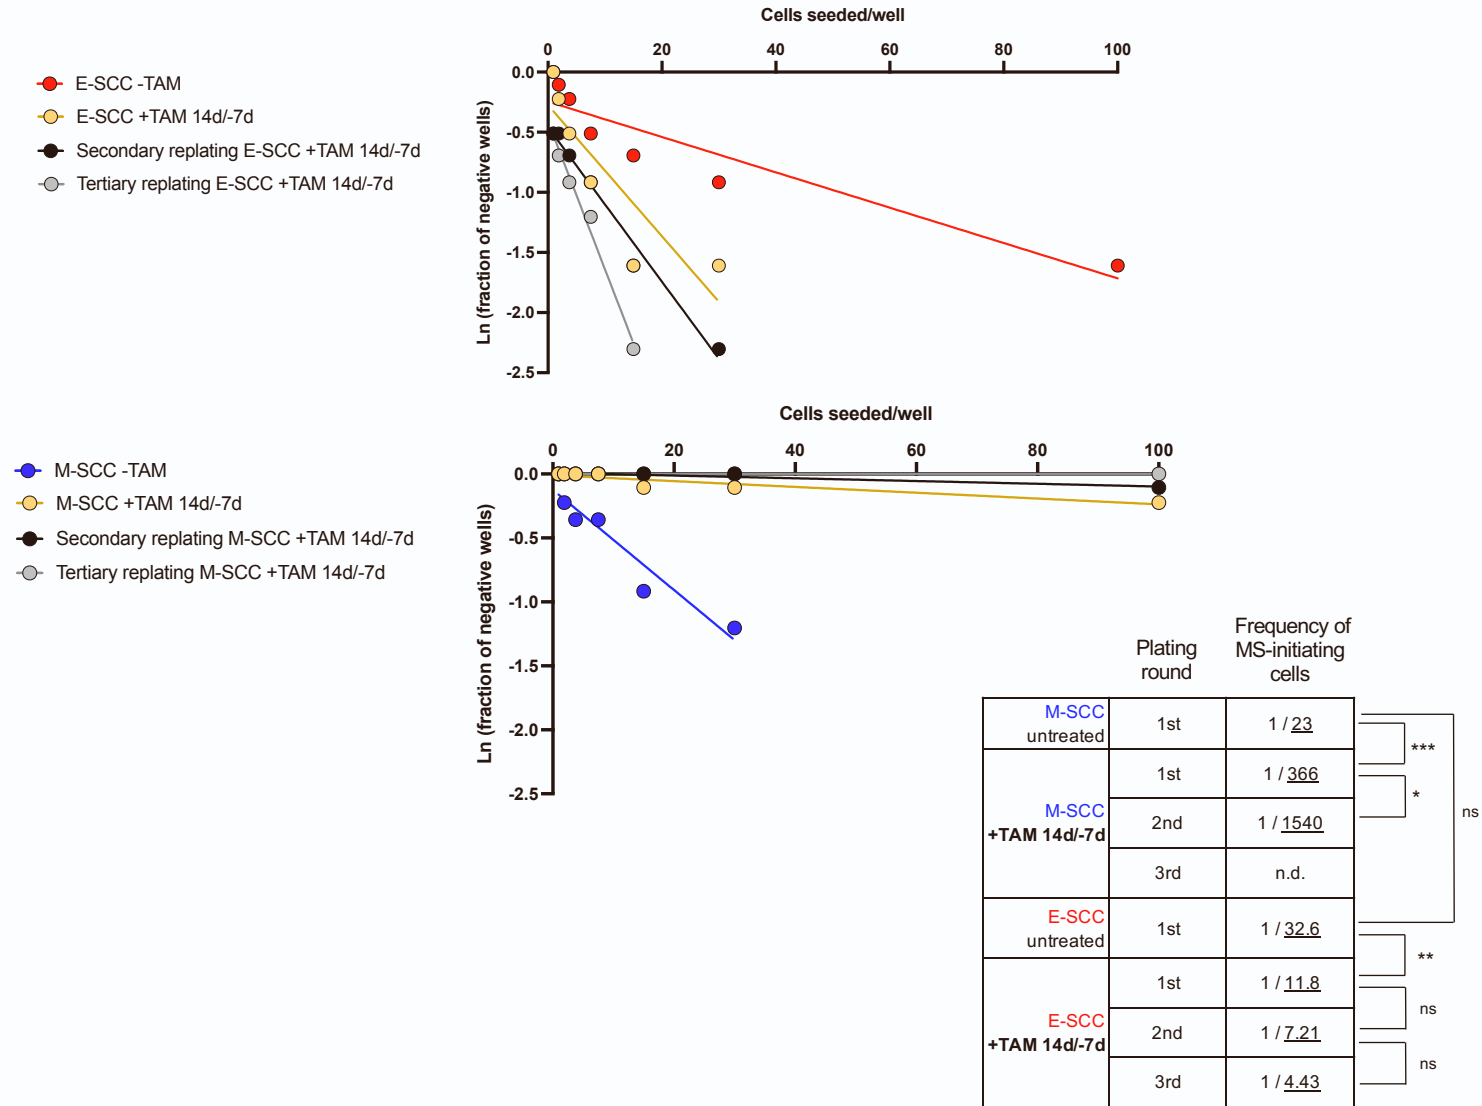 Cells seeded/well
0 20 40 60 80 100
E-SCC -TAM
E-SCC +TAM 14d/-7d
Secondary replating E-SCC +TAM 14d/-7d
Tertiary replating E-SCC +TAM 14d/-7d
Ln (fraction of negative wells)
0.0
-0.5
-1.0
-1.5
-2.0
-2.5
Cells seeded/well
0 20 40 60 80 100
M-SCC -TAM
M-SCC +TAM 14d/-7d
Secondary replating M-SCC +TAM 14d/-7d
Tertiary replating M-SCC +TAM 14d/-7d
Ln (fraction of negative wells)
0.0
-0.5
-1.0
-1.5
-2.0
-2.5
Plating
round
Frequency of
MS-initiating
cells
M-SCC
untreated
1st
1 / 23
M-SCC
+TAM 14d/-7d
1st
1 / 366
2nd
1 / 1540
3rd
n.d.
E-SCC
untreated
1st
1 / 32.6
E-SCC
+TAM 14d/-7d
1st
1 / 11.8
2nd
1 / 7.21
3rd
1 / 4.43
***
*
ns
**
ns
ns